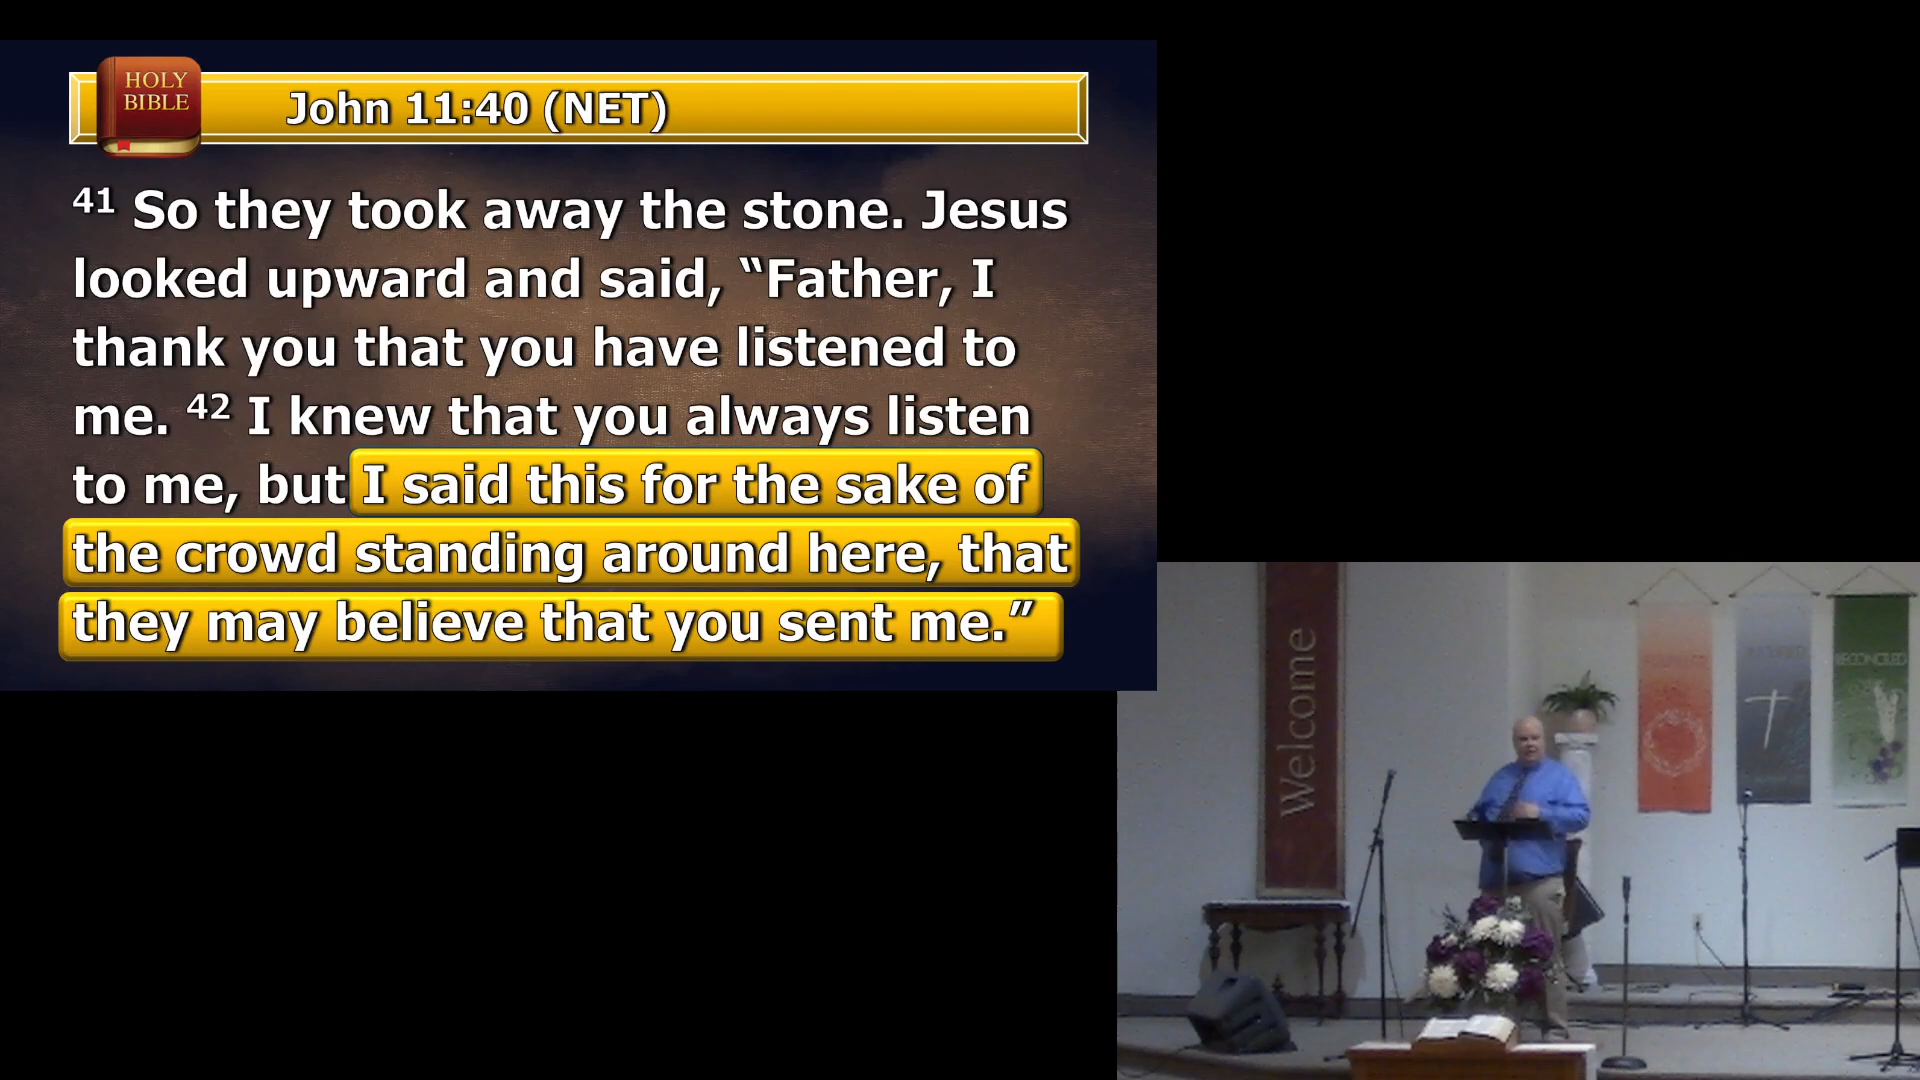 HOLY
BIBLE
John 11:40 (NET)
41 So they took away the stone. Jesus
looked upward and said, “Father, I
thank you that you have listened to
me. 42 I knew that you always listen
to me, but I said this for the sake of
the crowd standing around here, that
they may believe that you sent me.”
Welcome
RECONCILED